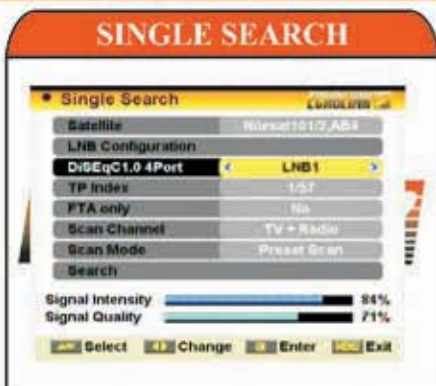 SINGLE SEARCH
Single Search
EUROLINE
Satellite Nilesat101/2,AB4
LNB Configuration
DiSEqC1.0 4Port LNB1
TP Index 1/57
FTA only No
Scan Channel TV + Radio
Scan Mode Preset Scan
Search
Signal Intensity 84%
Signal Quality 71%
Select Change Enter Exit